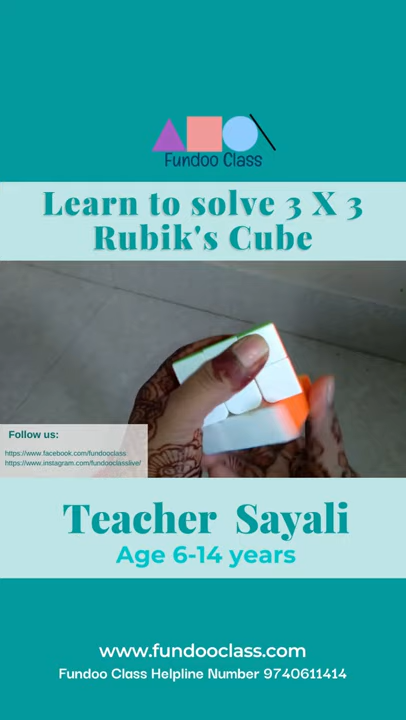 Fundoo Class
Learn to solve 3 X 3
Rubik's Cube
Follow us:
https://www.facebook.com/fundooclass
https://www.instagram.com/fundooclasslive/
Teacher Sayali
Age 6-14 years
www.fundooclass.com
Fundoo Class Helpline Number 9740611414